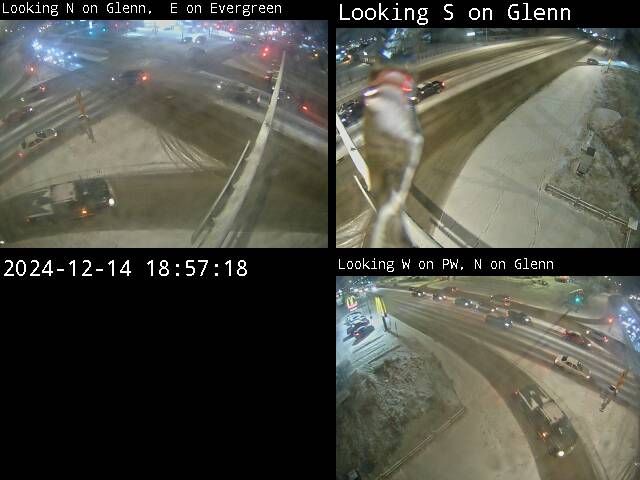 Looking N on Glenn, E on Evergreen
Looking S on Glenn
2024-12-14 18:57:18
Looking W on PW, N on Glenn